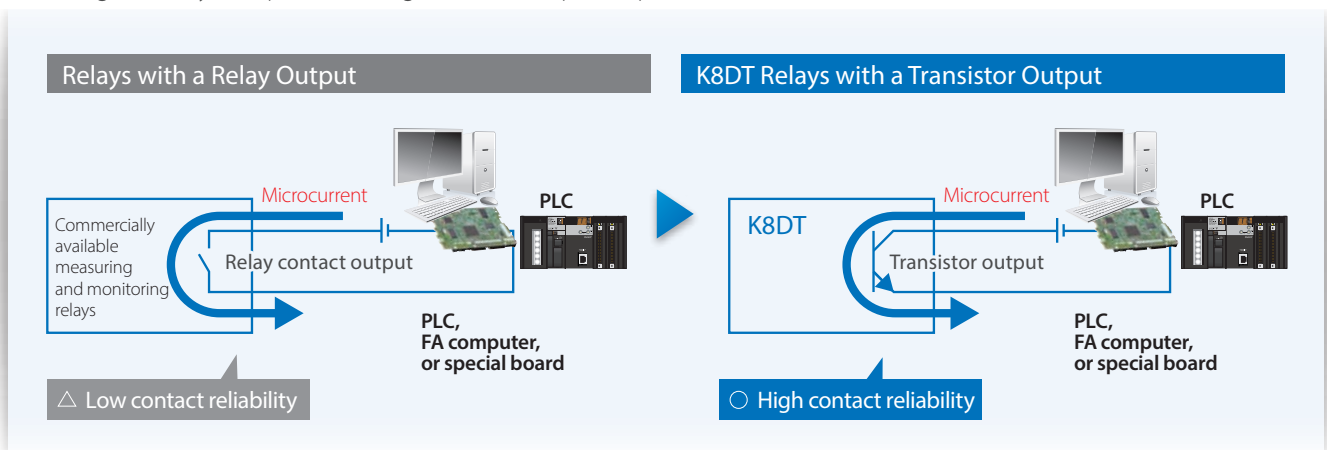 Relays with a Relay Output
Microcurrent
PLC
Commercially
available
measuring
and monitoring
relays
Relay contact output
PLC,
FA computer,
or special board
△ Low contact reliability
K8DT Relays with a Transistor Output
Microcurrent
PLC
K8DT
Transistor output
PLC,
FA computer,
or special board
○ High contact reliability